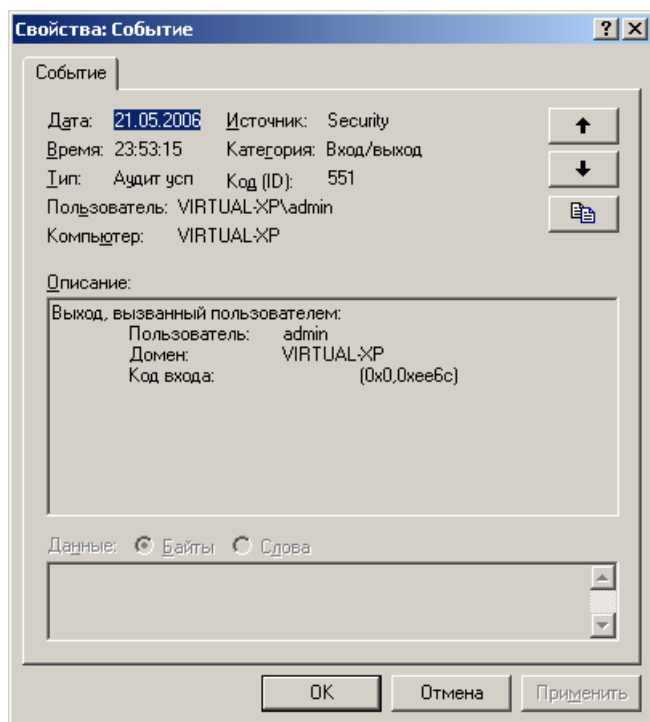 Свойства: Событие
Событие
Дата: 21.05.2006 Источник: Security
Время: 23:53:15 Категория: Вход/выход
Тип: Аудит усп Код (ID): 551
Пользователь: VIRTUAL-XP\admin
Компьютер: VIRTUAL-XP
Описание:
Выход, вызванный пользователем:
Пользователь: admin
Домен: VIRTUAL-XP
Код входа: (0x0,0xee6c)
Данные: Байты Слова
OK Отмена Применить